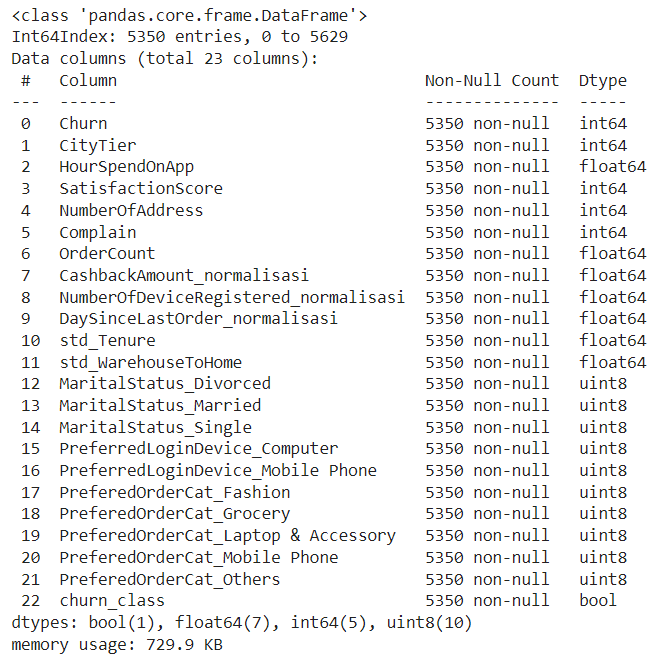 <class 'pandas.core.frame.DataFrame'>
Int64Index: 5350 entries, 0 to 5629
Data columns (total 23 columns):
 #   Column                               Non-Null Count  Dtype
---  ------                               --------------  -----
 0   Churn                                5350 non-null   int64
 1   CityTier                             5350 non-null   int64
 2   HourSpendOnApp                       5350 non-null   float64
 3   SatisfactionScore                    5350 non-null   int64
 4   NumberOfAddress                      5350 non-null   int64
 5   Complain                             5350 non-null   int64
 6   OrderCount                           5350 non-null   float64
 7   CashbackAmount_normalisasi           5350 non-null   float64
 8   NumberOfDeviceRegistered_normalisasi  5350 non-null   float64
 9   DaySinceLastOrder_normalisasi        5350 non-null   float64
 10  std_Tenure                           5350 non-null   float64
 11  std_WarehouseToHome                  5350 non-null   float64
 12  MaritalStatus_Divorced               5350 non-null   uint8
 13  MaritalStatus_Married                5350 non-null   uint8
 14  MaritalStatus_Single                 5350 non-null   uint8
 15  PreferredLoginDevice_Computer        5350 non-null   uint8
 16  PreferredLoginDevice_Mobile Phone    5350 non-null   uint8
 17  PreferedOrderCat_Fashion             5350 non-null   uint8
 18  PreferedOrderCat_Grocery             5350 non-null   uint8
 19  PreferedOrderCat_Laptop & Accessory  5350 non-null   uint8
 20  PreferedOrderCat_Mobile Phone        5350 non-null   uint8
 21  PreferedOrderCat_Others              5350 non-null   uint8
 22  churn_class                          5350 non-null   bool
dtypes: bool(1), float64(7), int64(5), uint8(10)
memory usage: 729.9 KB